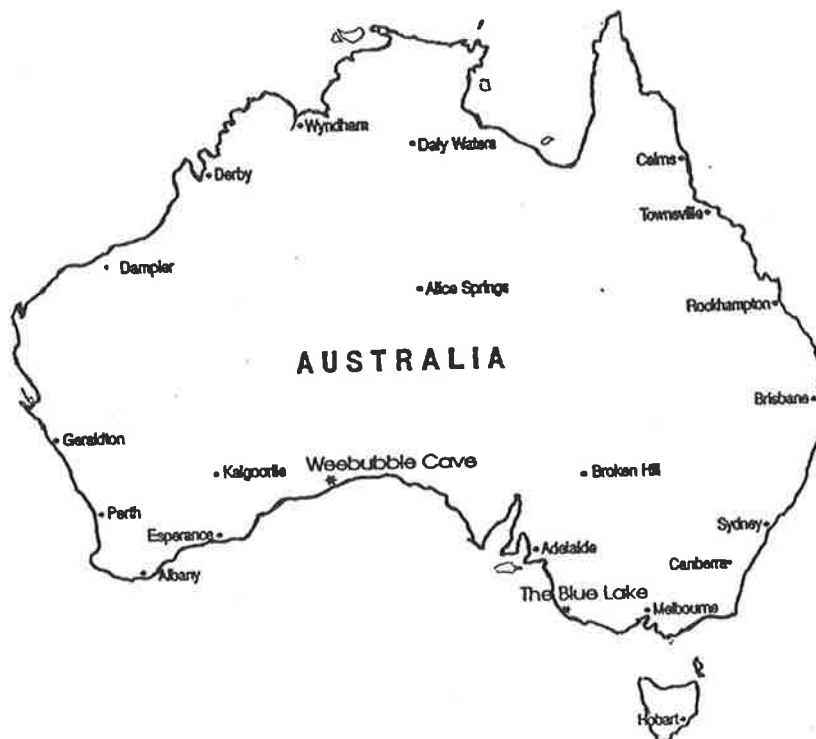 Wyndham
Daly Waters
Cairns
Derby
Townsville
Dampier
Alice Springs
Rockhampton
AUSTRALIA
Brisbane
Geraldton
Weebubble Cave
Kalgoorlie
Broken Hill
Perth
Sydney
Esperance
Adelaide
Canberra
Albany
The Blue Lake
Melbourne
Hobart